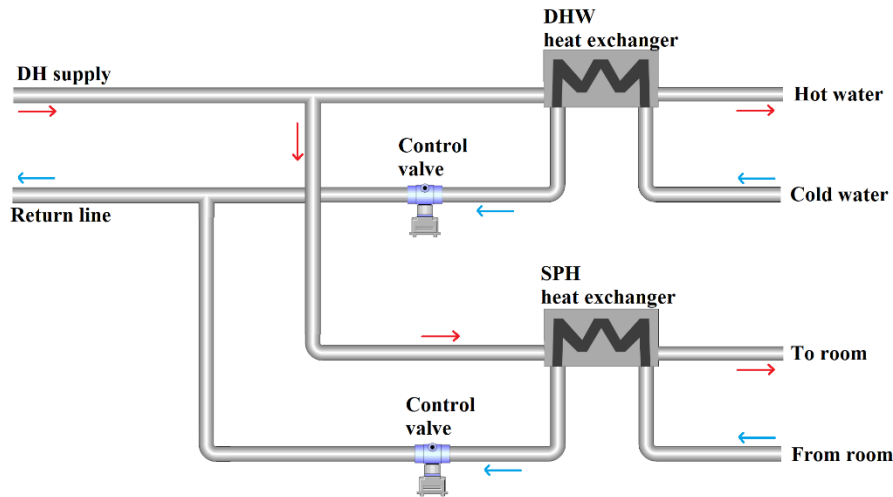 DHW
heat exchanger
DH supply
Hot water
Control
valve
Return line
Cold water
SPH
heat exchanger
To room
Control
valve
From room